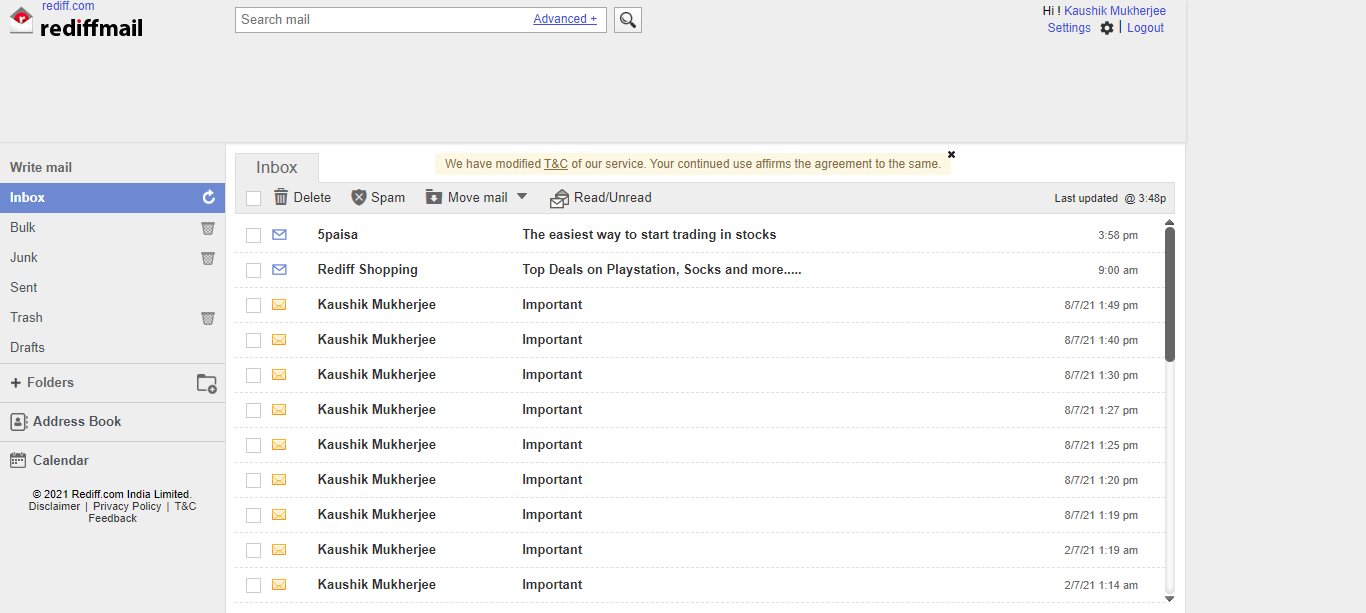 rediff.com
rediffmail
Search mail Advanced +
Hi ! Kaushik Mukherjee
Settings | Logout
Write mail
Inbox
Bulk
Junk
Sent
Trash
Drafts
+ Folders
Address Book
Calendar
© 2021 Rediff.com India Limited.
Disclaimer | Privacy Policy | T&C
Feedback
Inbox
We have modified T&C of our service. Your continued use affirms the agreement to the same.
Delete Spam Move mail Read/Unread Last updated @ 3:48p
5paisa The easiest way to start trading in stocks 3:58 pm
Rediff Shopping Top Deals on Playstation, Socks and more..... 9:00 am
Kaushik Mukherjee Important 8/7/21 1:49 pm
Kaushik Mukherjee Important 8/7/21 1:40 pm
Kaushik Mukherjee Important 8/7/21 1:30 pm
Kaushik Mukherjee Important 8/7/21 1:27 pm
Kaushik Mukherjee Important 8/7/21 1:25 pm
Kaushik Mukherjee Important 8/7/21 1:20 pm
Kaushik Mukherjee Important 8/7/21 1:19 pm
Kaushik Mukherjee Important 2/7/21 1:19 am
Kaushik Mukherjee Important 2/7/21 1:14 am